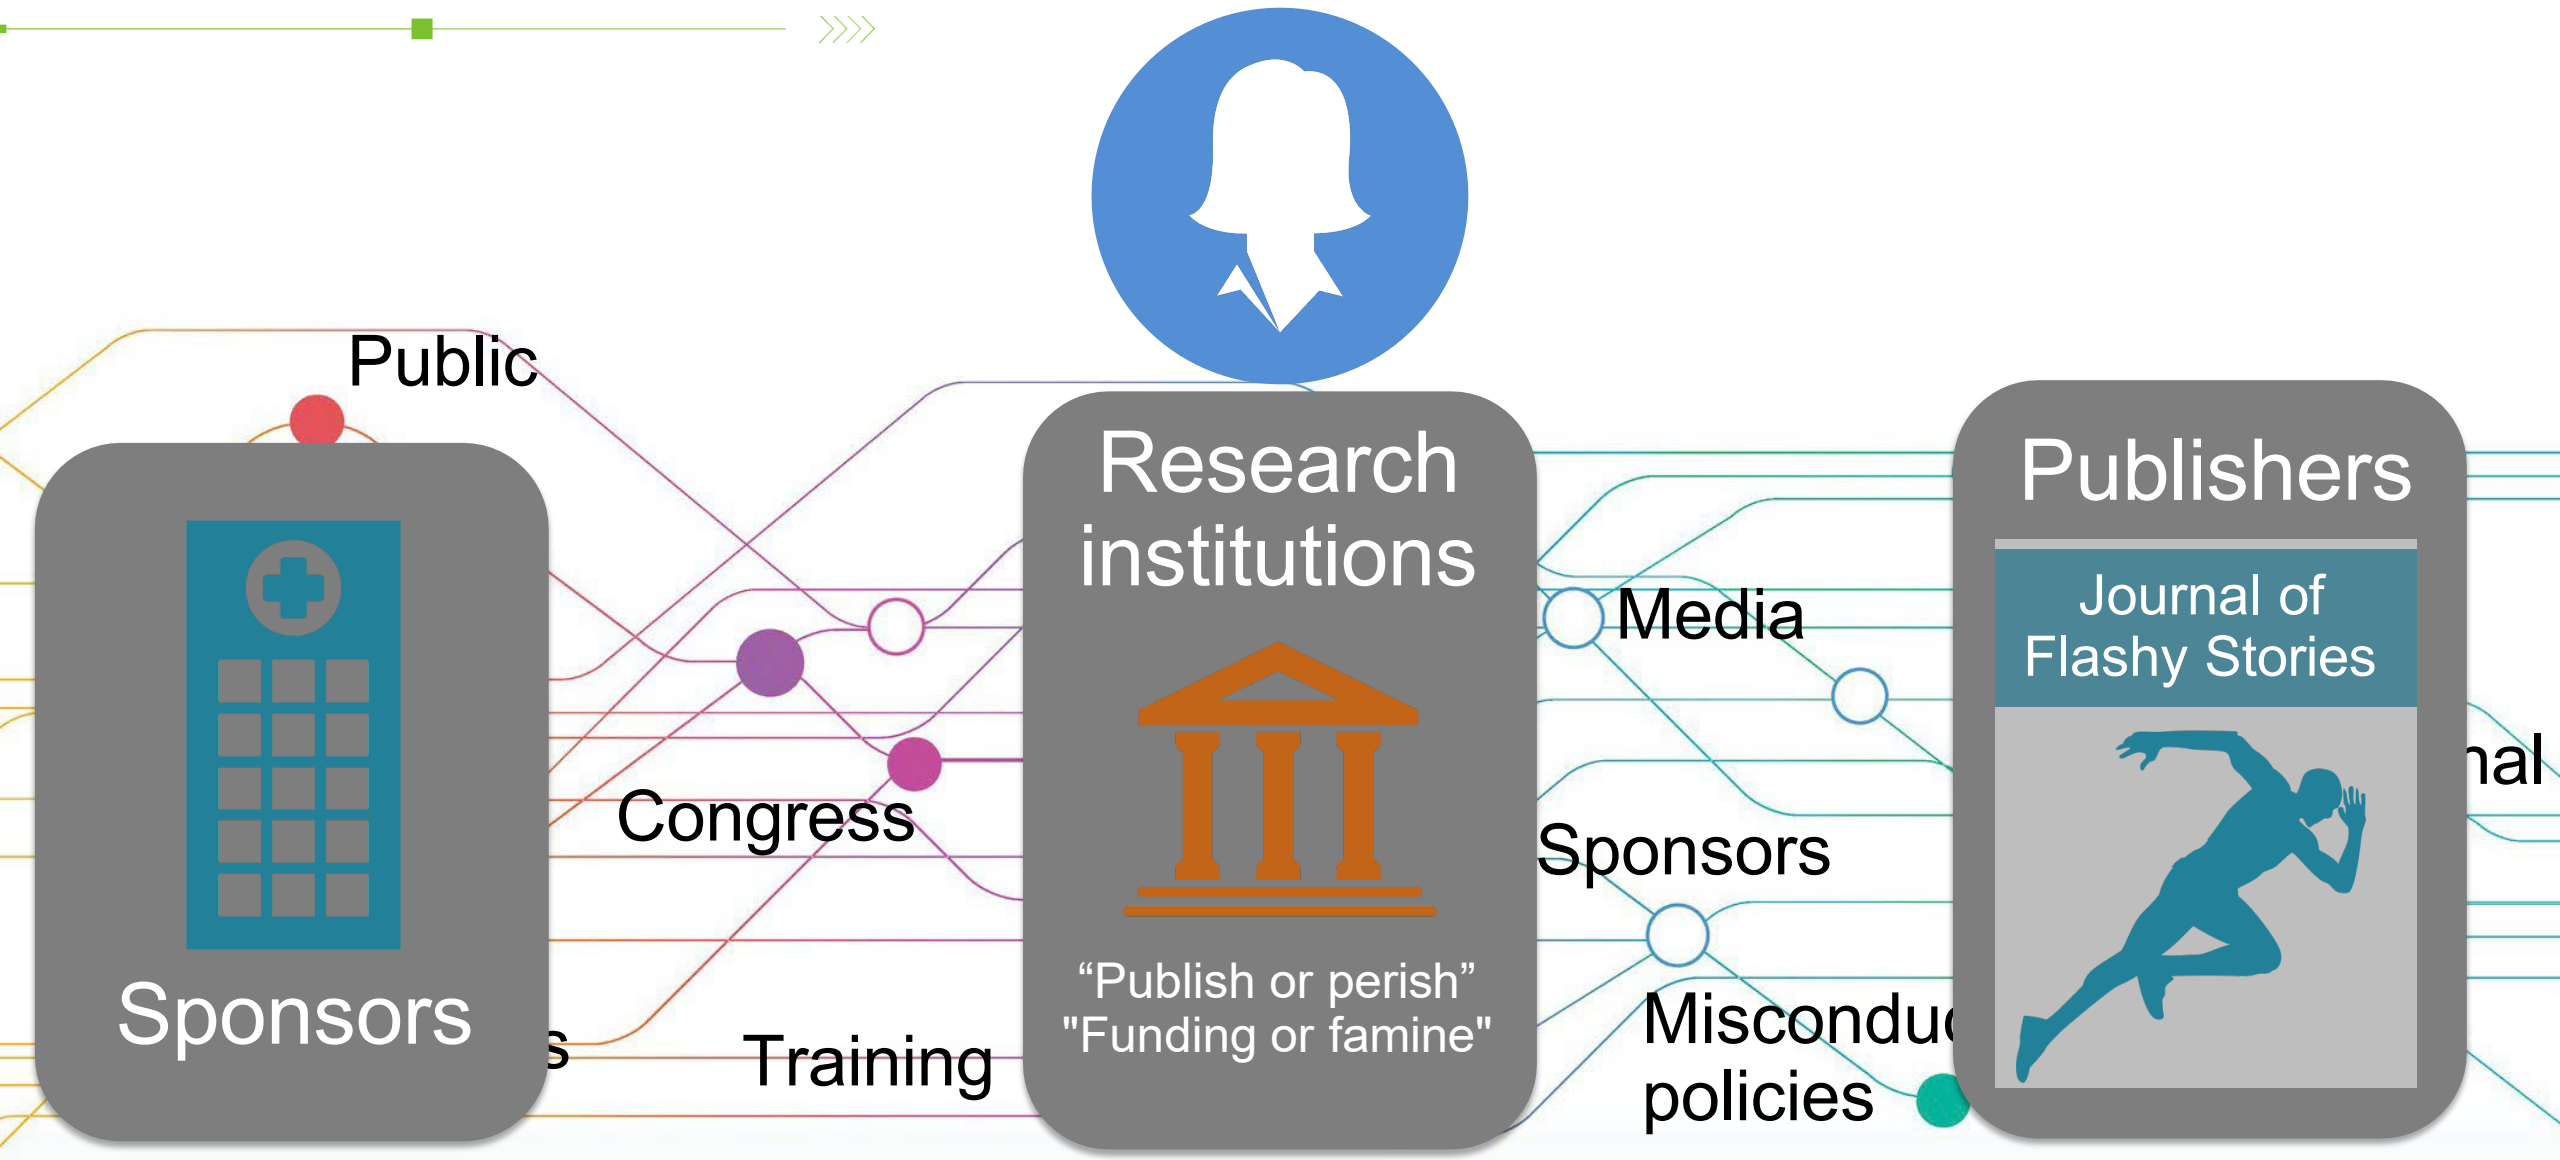 Public
Sponsors
Congress
Training
Research
institutions
“Publish or perish”
"Funding or famine"
Media
Sponsors
policies
Publishers
Journal of
Flashy Stories